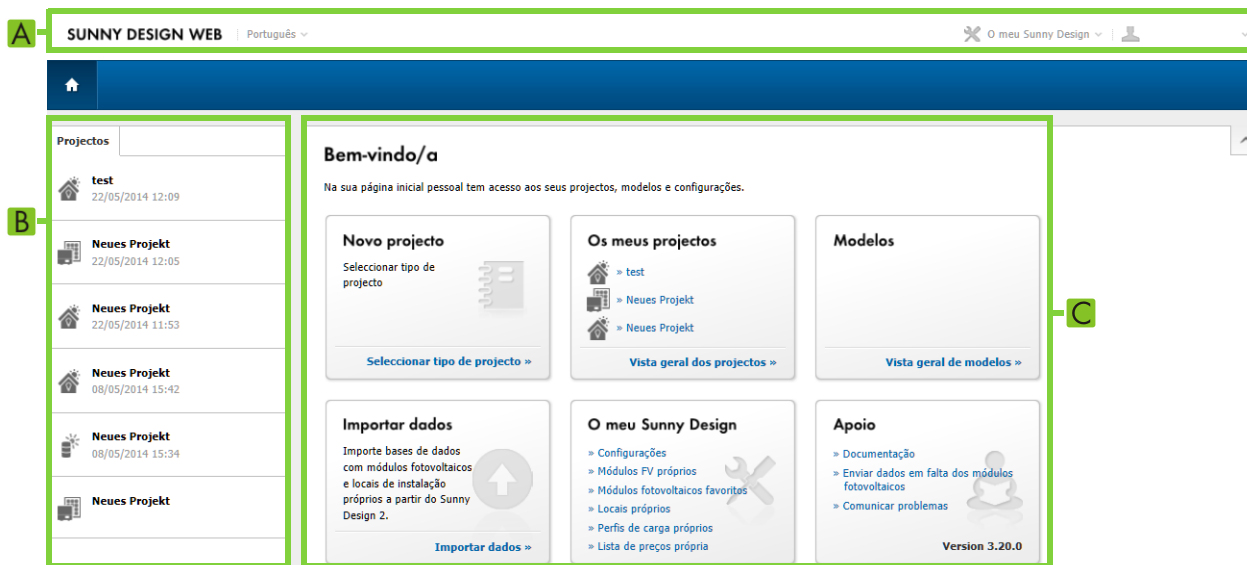 A
SUNNY DESIGN WEB
Português
O meu Sunny Design
B
Projectos
test
22/05/2014 12:09
Neues Projekt
22/05/2014 12:05
Neues Projekt
22/05/2014 11:53
Neues Projekt
08/05/2014 15:42
Neues Projekt
08/05/2014 15:34
Neues Projekt
C
Bem-vindo/a
Na sua página inicial pessoal tem acesso aos seus projectos, modelos e configurações.
Novo projecto
Seleccionar tipo de
projecto
Seleccionar tipo de projecto »
Os meus projectos
» test
» Neues Projekt
» Neues Projekt
Vista geral dos projectos »
Modelos
Vista geral de modelos »
Importar dados
Importe bases de dados
com módulos fotovoltaicos
e locais de instalação
próprios a partir do Sunny
Design 2.
Importar dados »
O meu Sunny Design
» Configurações
» Módulos FV próprios
» Módulos fotovoltaicos favoritos
» Locais próprios
» Perfis de carga próprios
» Lista de preços própria
Apoio
» Documentação
» Enviar dados em falta dos módulos
fotovoltaicos
» Comunicar problemas
Version 3.20.0